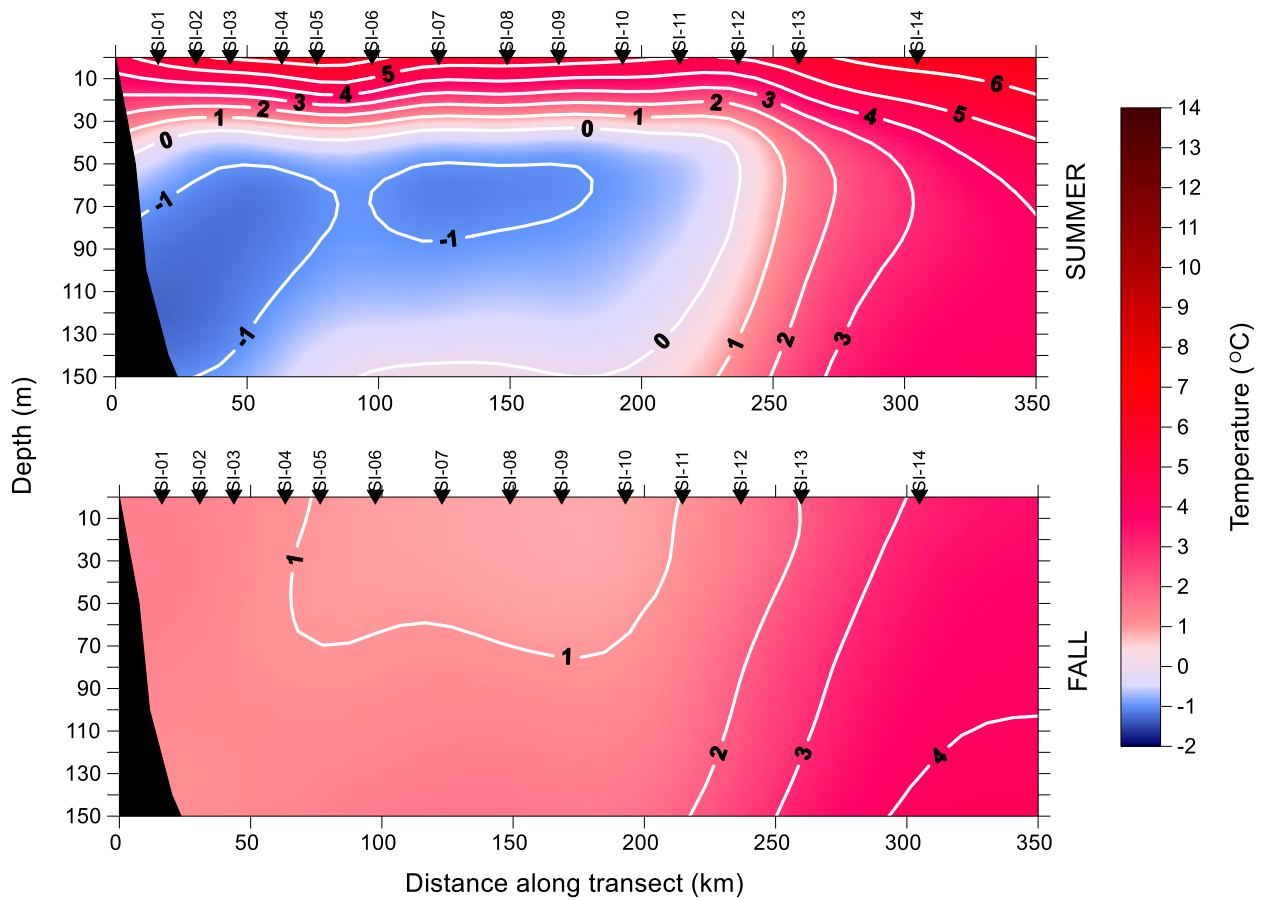 SI-01 SI-02 SI-03 SI-04 SI-05 SI-06 SI-07 SI-08 SI-09 SI-10 SI-11 SI-12 SI-13 SI-14
10
30
50
70
90
110
130
150
5 4 3 2 1 0
0 1 2 3 4 5 6
-1
-1
-1
0 1 2 3
0 50 100 150 200 250 300 350
SUMMER
SI-01 SI-02 SI-03 SI-04 SI-05 SI-06 SI-07 SI-08 SI-09 SI-10 SI-11 SI-12 SI-13 SI-14
10
30
50
70
90
110
130
150
1
1
2 3 4
0 50 100 150 200 250 300 350
FALL
Depth (m)
Distance along transect (km)
14
13
12
11
10
9
8
7
6
5
4
3
2
1
0
-1
-2
Temperature (°C)